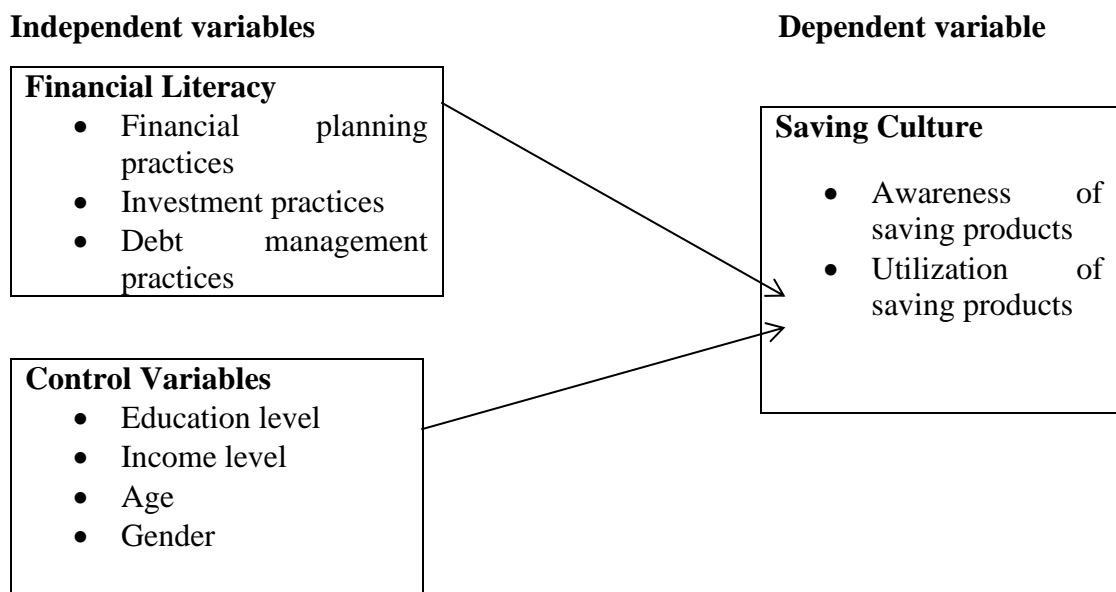 Independent variables
Dependent variable
Financial Literacy
• Financial planning
practices
• Investment practices
• Debt management
practices
Saving Culture
• Awareness of
saving products
• Utilization of
saving products
Control Variables
• Education level
• Income level
• Age
• Gender